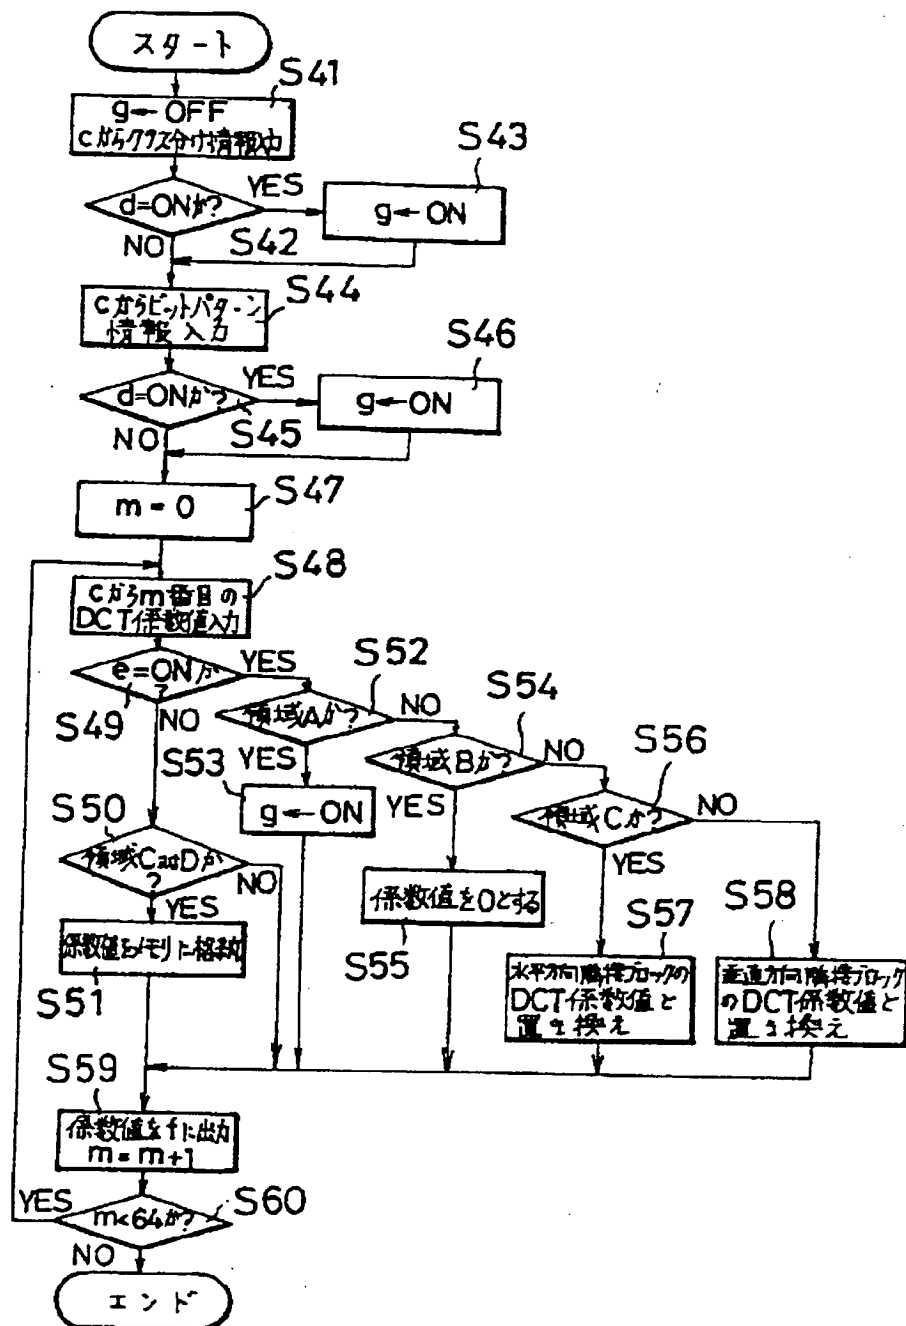 スタート
S41
g←OFF
cからクラス分け情報入力
S43
d=ONか?
YES
g←ON
NO
S42
S44
cからビットパターン
情報入力
S46
d=ONか?
YES
g←ON
S45
NO
S47
m=0
S48
cからm番目の
DCT係数値入力
e=ONか
?
YES
S49
NO
S52
領域Aか?
NO
S54
S53
YES
領域Bか?
NO
S56
g←ON
YES
領域Cか?
NO
S50
領域CorDか
?
NO
YES
YES
係数値を0とする
S55
S57
S58
係数値をメモリに格納
S51
水平方向隣接ブロックの
DCT係数値と
置き換え
垂直方向隣接ブロック
のDCT係数値と
置き換え
S59
係数値をfに出力
m=m+1
YES
m<64か?
S60
NO
エンド